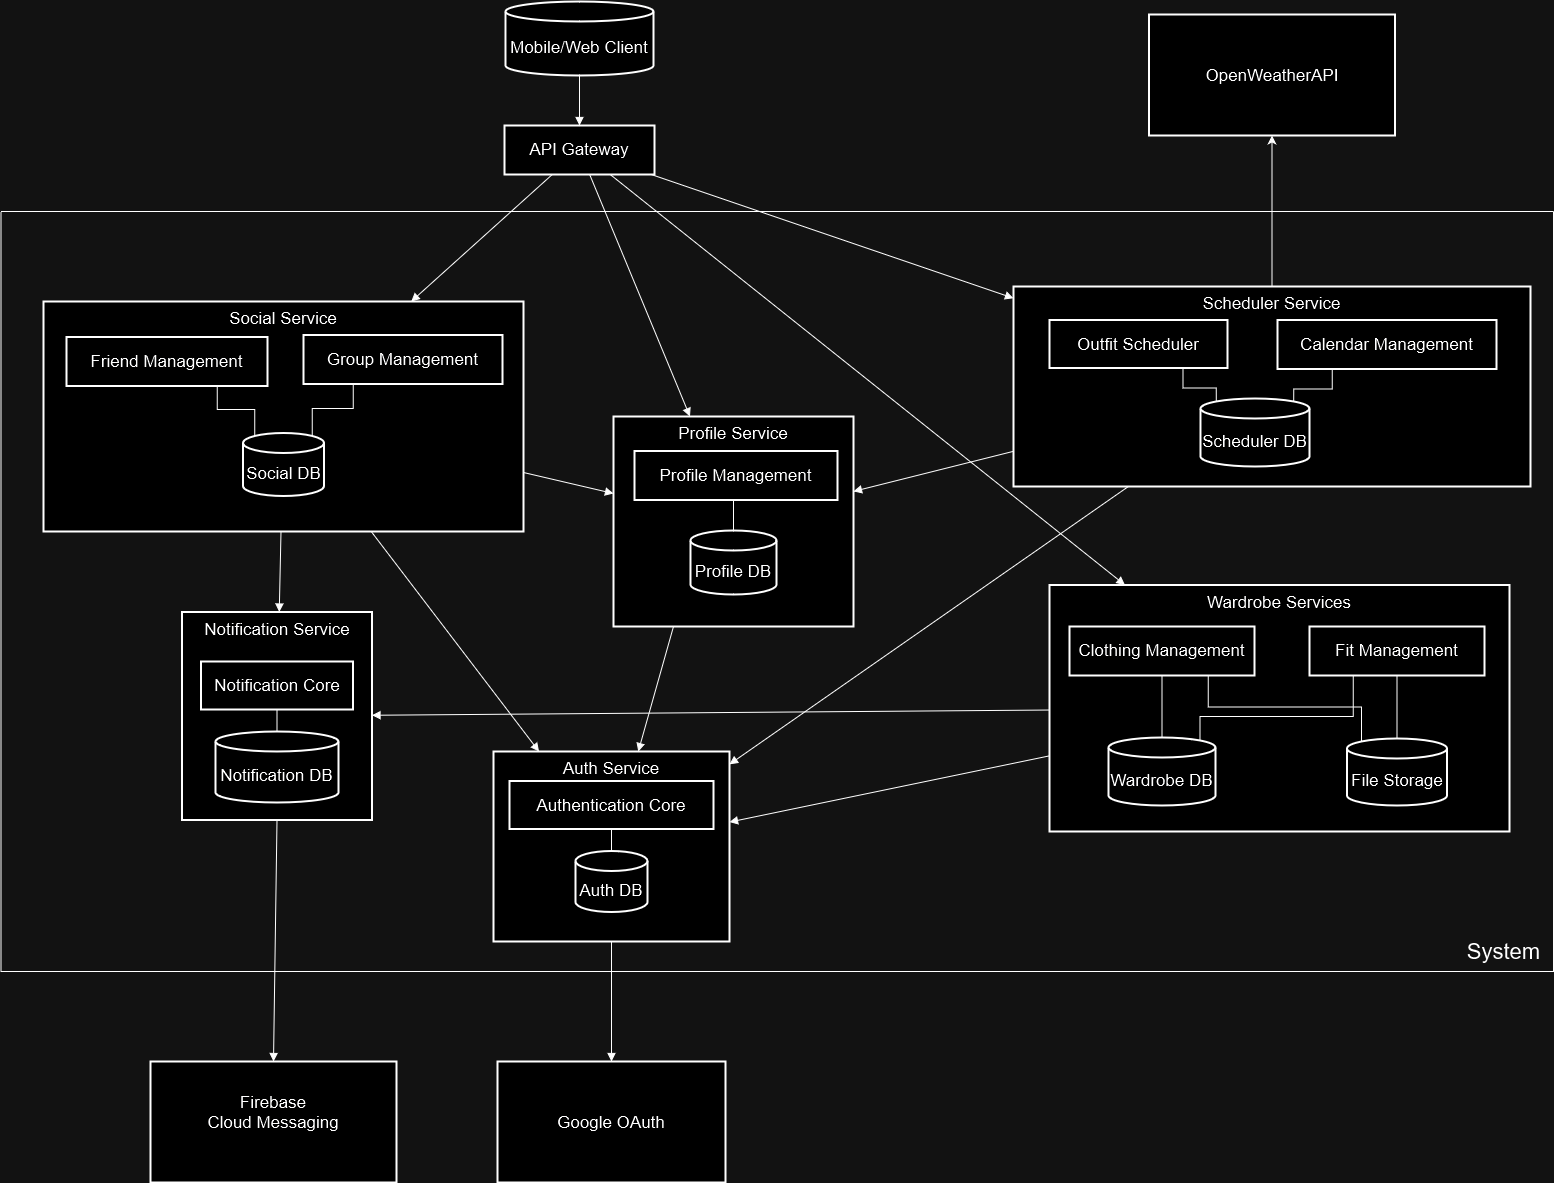 Mobile/Web Client
OpenWeatherAPI
API Gateway
Social Service
Friend Management
Group Management
Social DB
Scheduler Service
Outfit Scheduler
Calendar Management
Scheduler DB
Profile Service
Profile Management
Profile DB
Notification Service
Notification Core
Notification DB
Wardrobe Services
Clothing Management
Fit Management
Wardrobe DB
File Storage
Auth Service
Authentication Core
Auth DB
System
Firebase
Cloud Messaging
Google OAuth